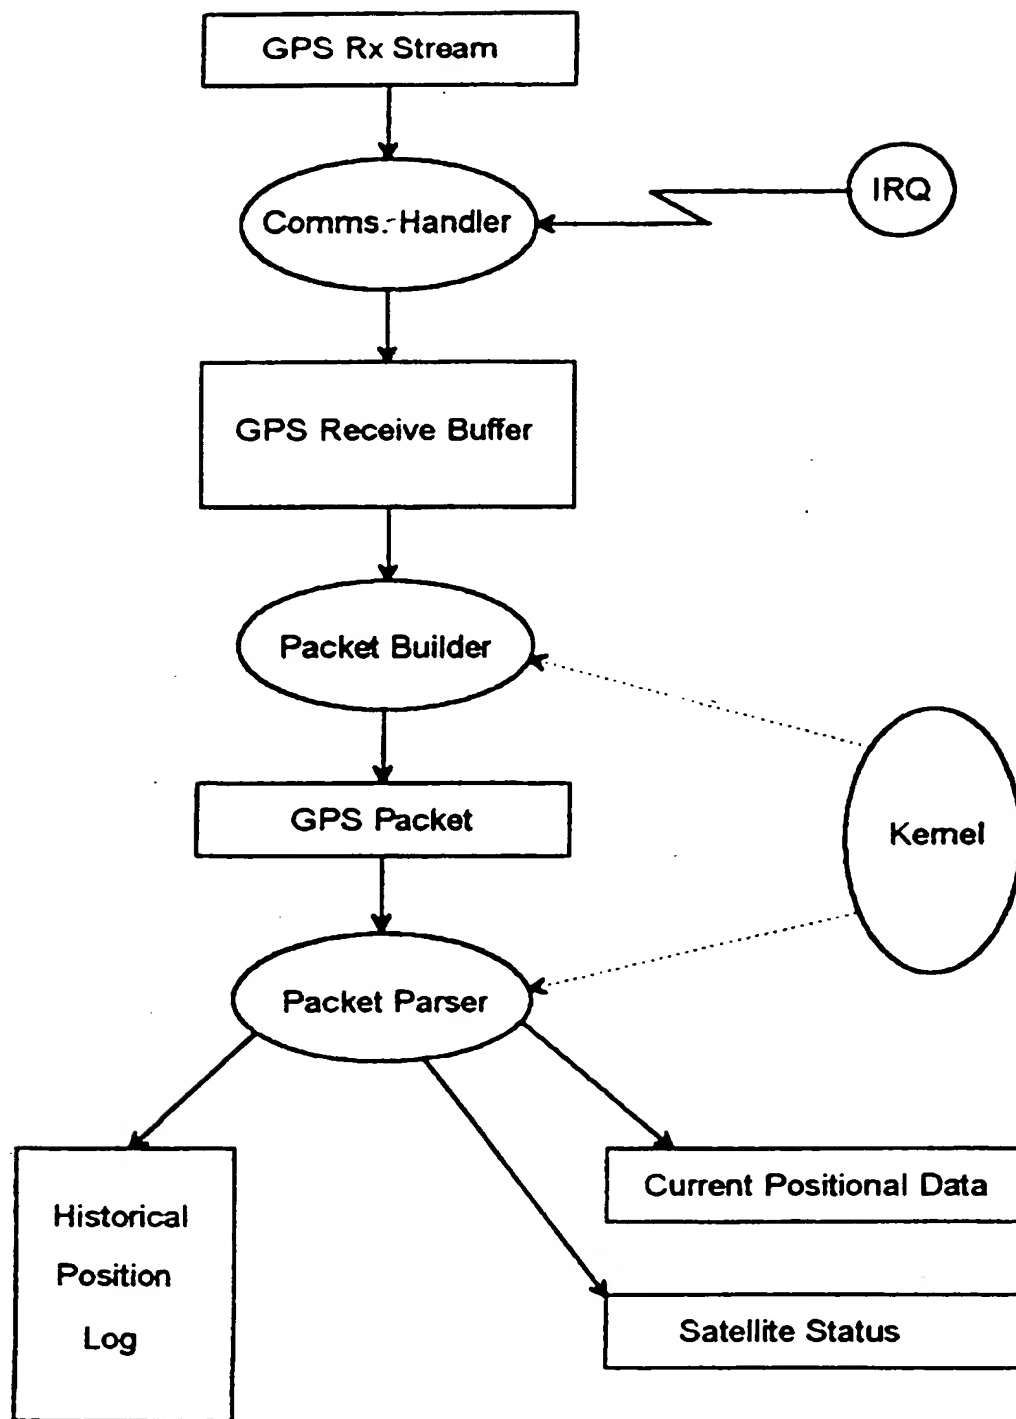 GPS Rx Stream
IRQ
Comms. Handler
GPS Receive Buffer
Packet Builder
GPS Packet
Kernel
Packet Parser
Current Positional Data
Historical
Position
Log
Satellite Status